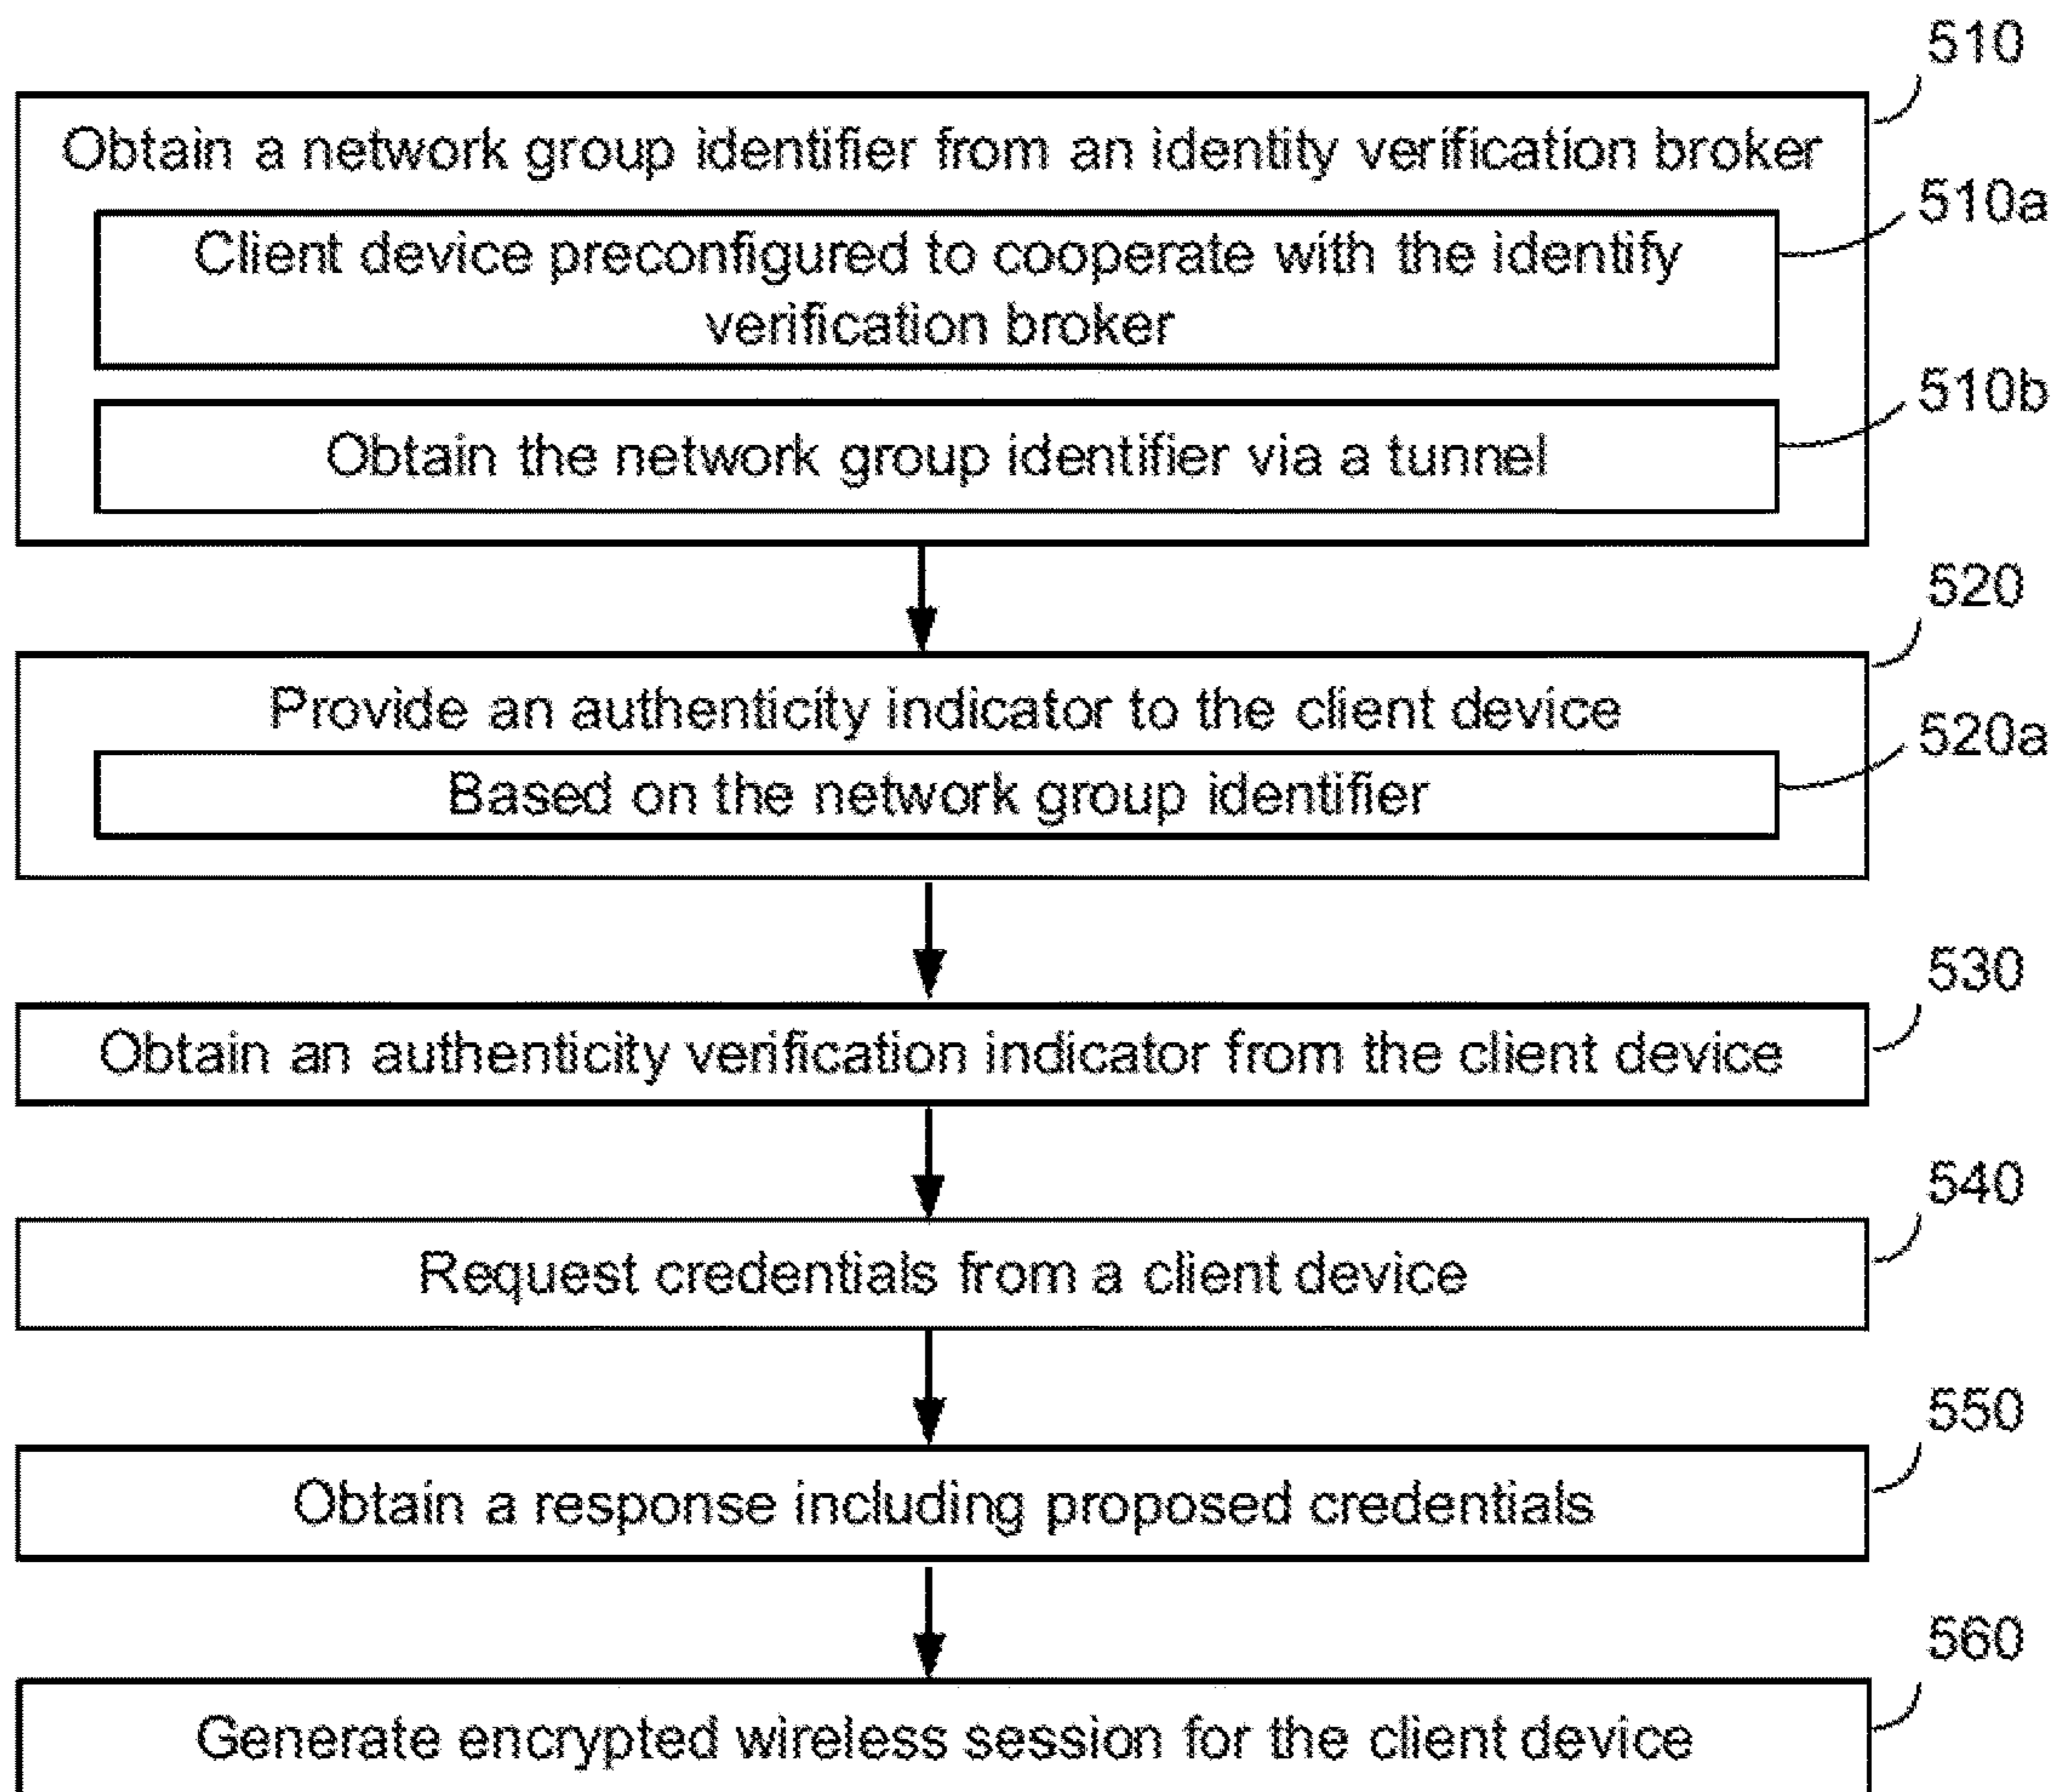 510
Obtain a network group identifier from an identity verification broker
510a
Client device preconfigured to cooperate with the identify
verification broker
510b
Obtain the network group identifier via a tunnel
520
Provide an authenticity indicator to the client device
520a
Based on the network group identifier
530
Obtain an authenticity verification indicator from the client device
540
Request credentials from a client device
550
Obtain a response including proposed credentials
560
Generate encrypted wireless session for the client device